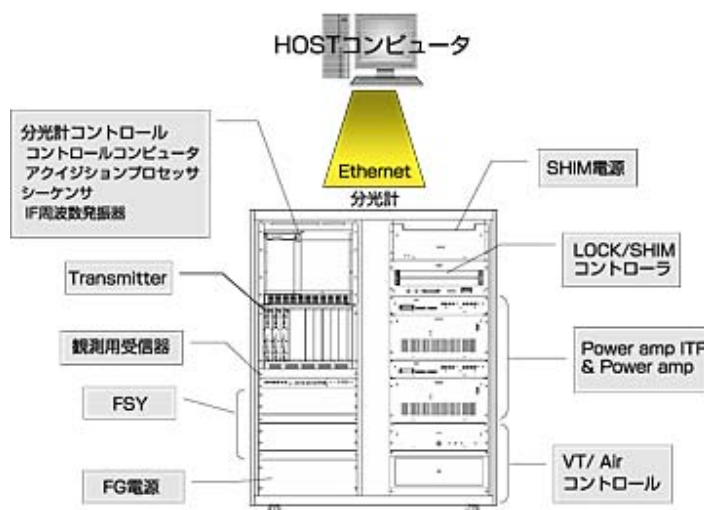 HOSTコンピュータ
分光計コントロール
コントロールコンピュータ
アクイジションプロセッサ
シーケンサ
IF周波数発振器
Ethernet
分光計
SHIM電源
LOCK/SHIM
コントローラ
Transmitter
観測用受信器
Power amp ITF
& Power amp
FSY
FG電源
VT/ Air
コントロール